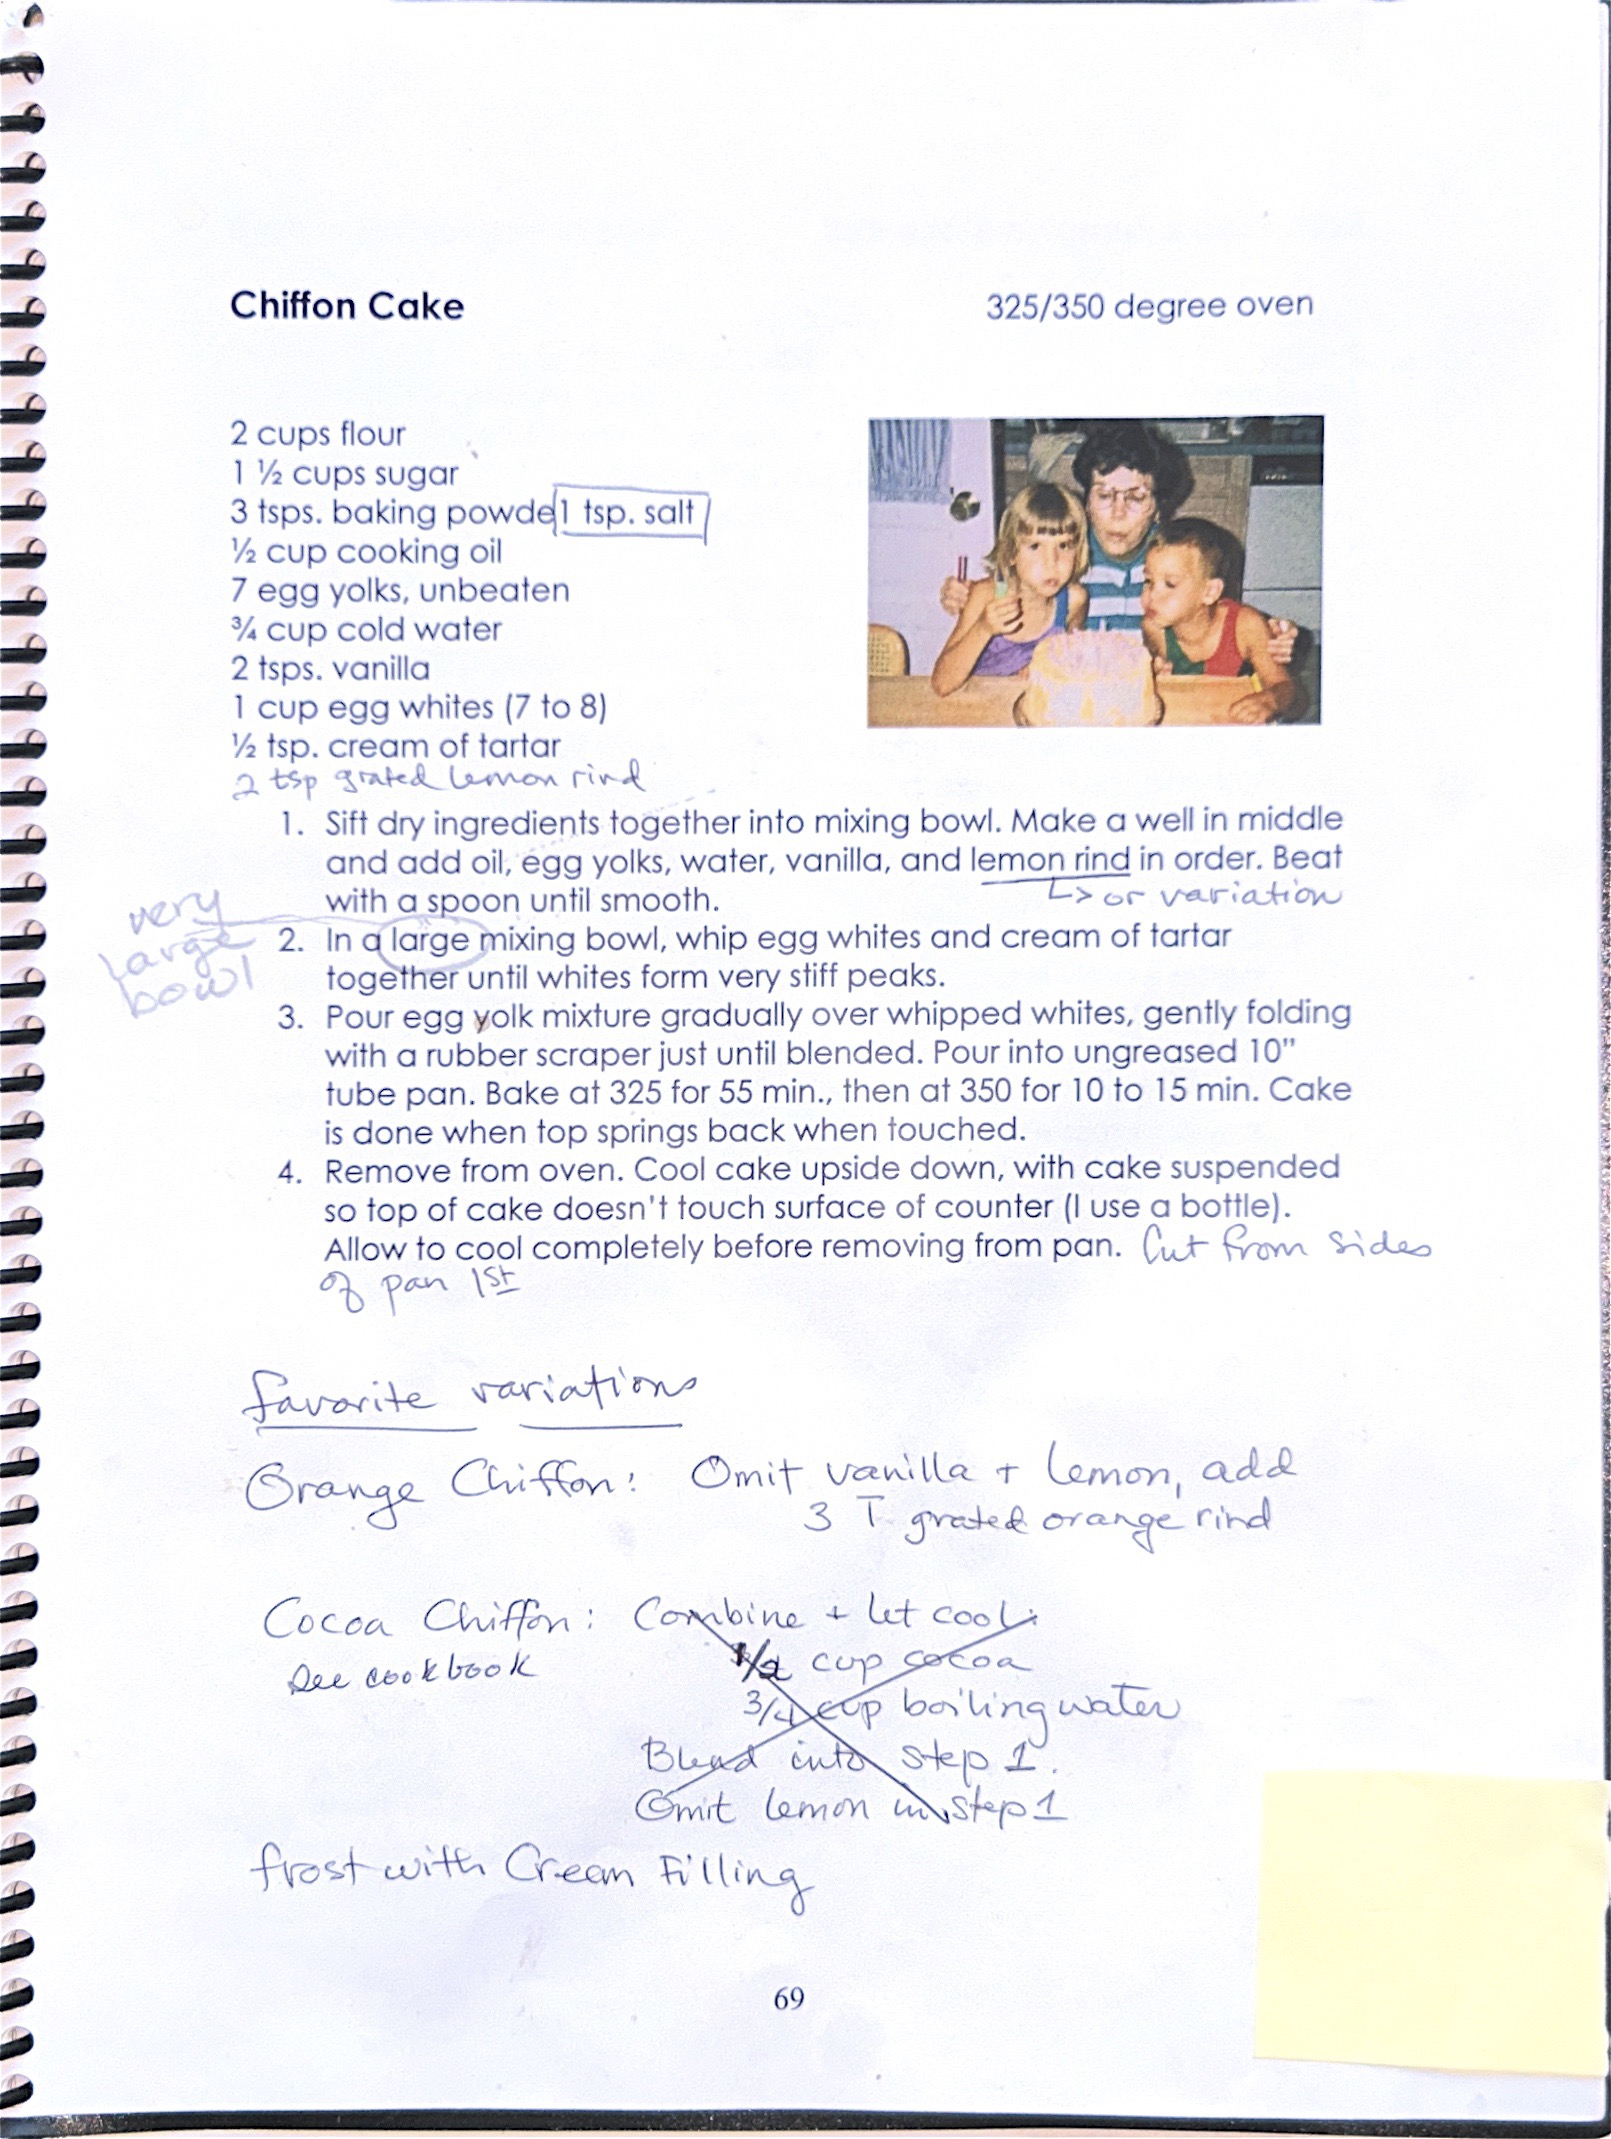 Chiffon Cake 325/350 degree oven
2 cups flour
1 ½ cups sugar
3 tsps. baking powde 1 tsp. salt
½ cup cooking oil
7 egg yolks, unbeaten
¾ cup cold water
2 tsps. vanilla
1 cup egg whites (7 to 8)
½ tsp. cream of tartar
2 tsp grated lemon rind
1. Sift dry ingredients together into mixing bowl. Make a well in middle
and add oil, egg yolks, water, vanilla, and lemon rind in order. Beat
with a spoon until smooth.
↳ or variation
very
large
bowl
2. In a large mixing bowl, whip egg whites and cream of tartar
together until whites form very stiff peaks.
3. Pour egg yolk mixture gradually over whipped whites, gently folding
with a rubber scraper just until blended. Pour into ungreased 10"
tube pan. Bake at 325 for 55 min., then at 350 for 10 to 15 min. Cake
is done when top springs back when touched.
4. Remove from oven. Cool cake upside down, with cake suspended
so top of cake doesn't touch surface of counter (I use a bottle).
Allow to cool completely before removing from pan. Cut from sides
of pan 1st
favorite variations
Orange Chiffon: Omit vanilla + lemon, add
3 T grated orange rind
Cocoa Chiffon: Combine + let cool:
see cookbook
1/2 cup cocoa
3/4 cup boiling water
Blend into step 1.
Omit lemon in step 1
frost with Cream Filling
69